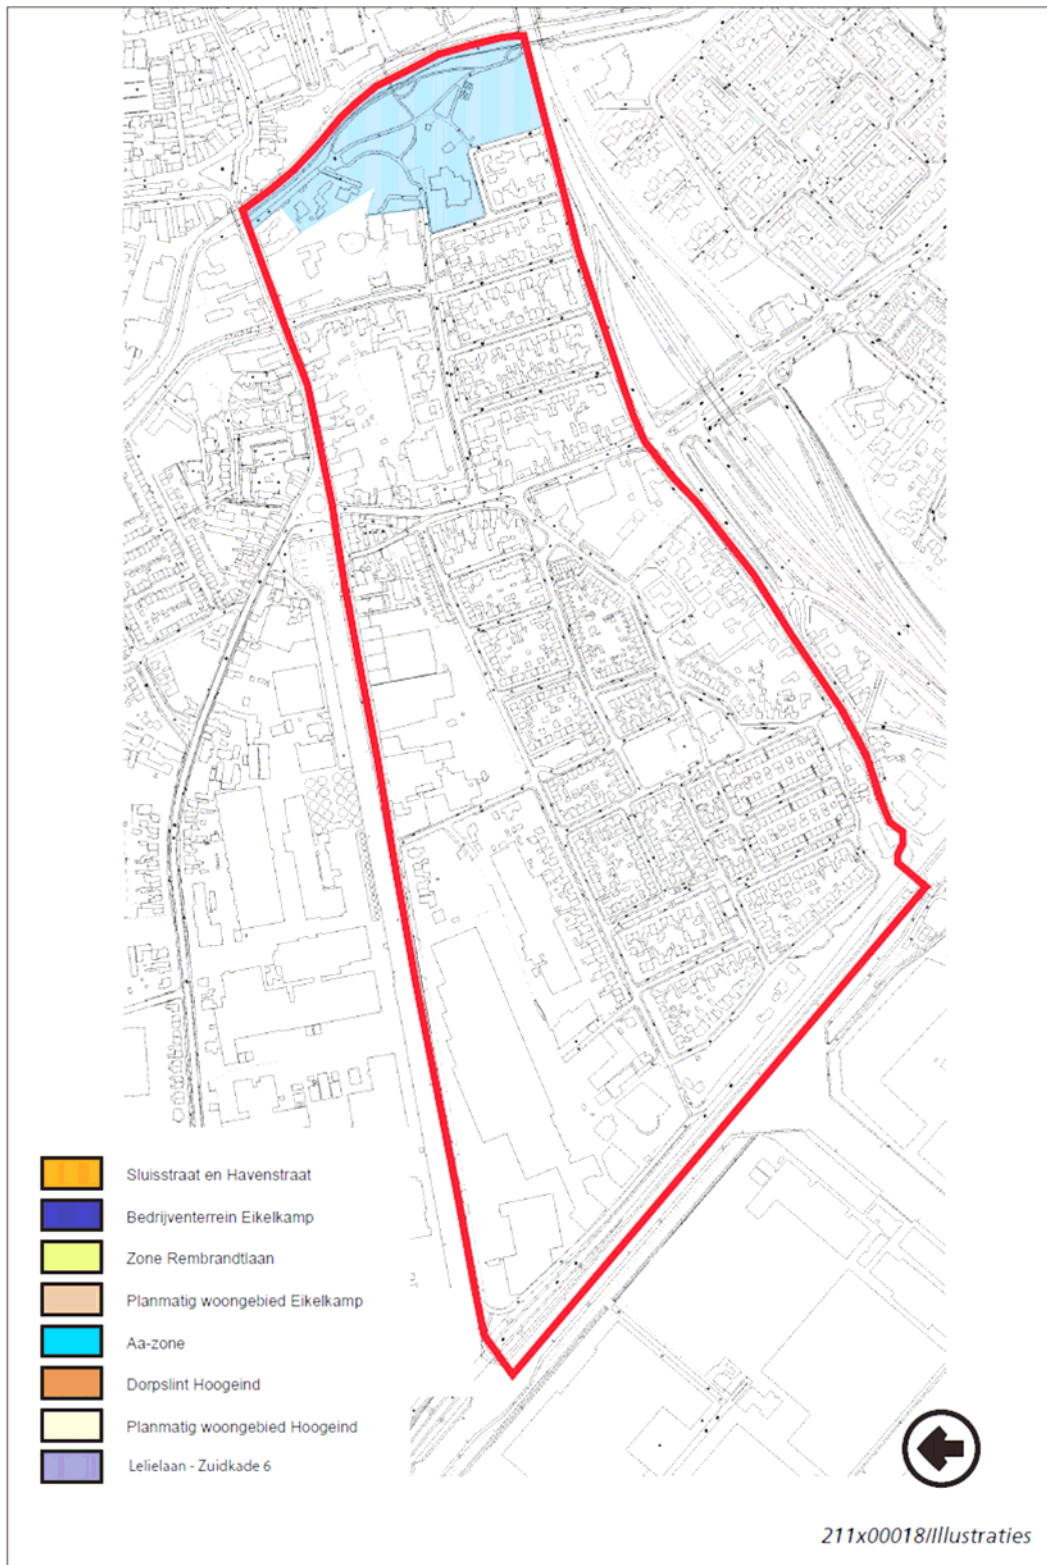 Sluisstraat en Havenstraat
Bedrijventerrein Eikelkamp
Zone Rembrandtlaan
Planmatig woongebied Eikelkamp
Aa-zone
Dorpslint Hoogeind
Planmatig woongebied Hoogeind
Lelielaan - Zuidkade 6
211x00018/Illustraties